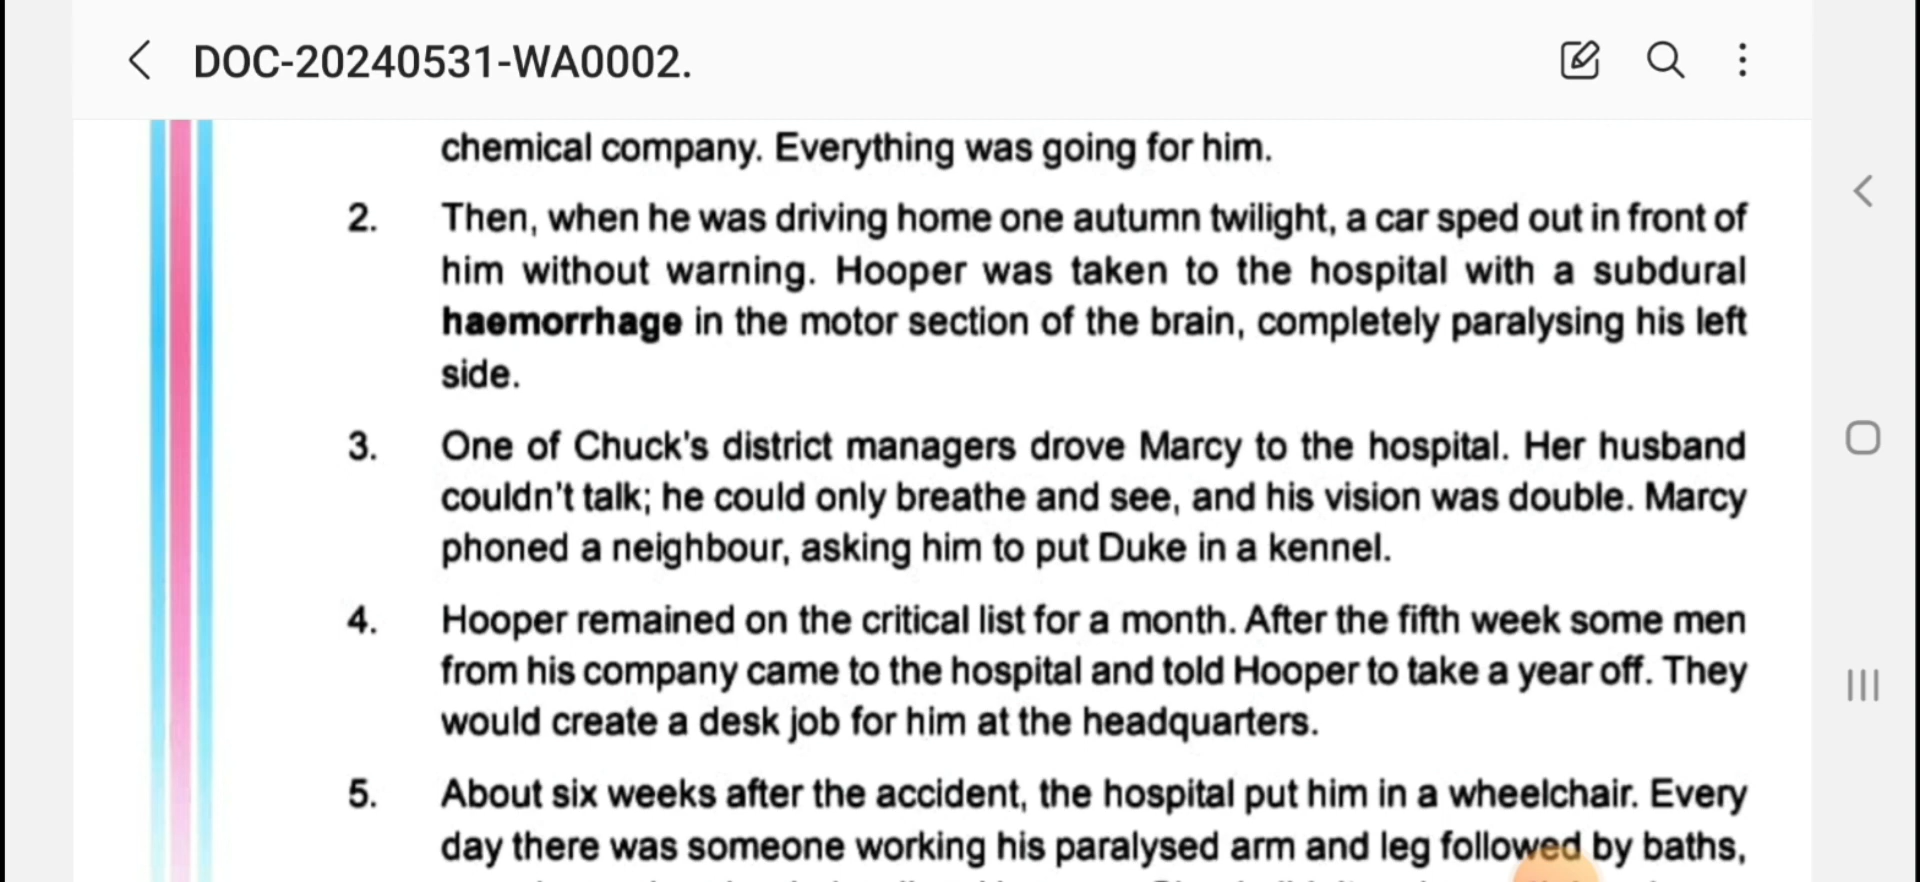 DOC-20240531-WA0002.
chemical company. Everything was going for him.
2. Then, when he was driving home one autumn twilight, a car sped out in front of
him without warning. Hooper was taken to the hospital with a subdural
haemorrhage in the motor section of the brain, completely paralysing his left
side.
3. One of Chuck's district managers drove Marcy to the hospital. Her husband
couldn't talk; he could only breathe and see, and his vision was double. Marcy
phoned a neighbour, asking him to put Duke in a kennel.
4. Hooper remained on the critical list for a month. After the fifth week some men
from his company came to the hospital and told Hooper to take a year off. They
would create a desk job for him at the headquarters.
5. About six weeks after the accident, the hospital put him in a wheelchair. Every
day there was someone working his paralysed arm and leg followed by baths,